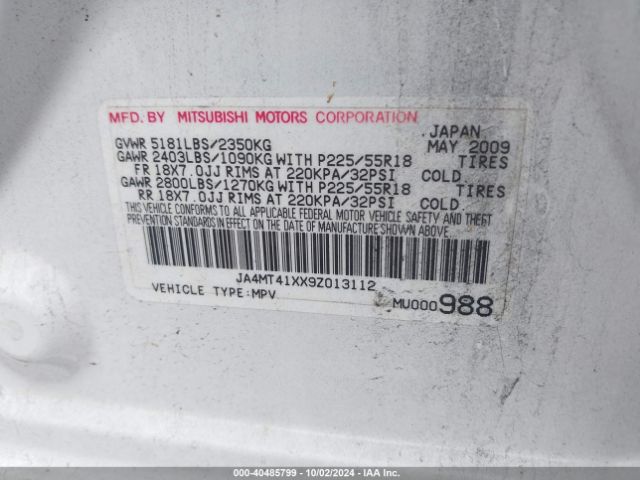 MFD. BY MITSUBISHI MOTORS CORPORATION
JAPAN
GVWR 5181LBS/2350KG MAY 2009
GAWR 2403LBS/1090KG WITH P225/55R18 TIRES
FR 18X7.0JJ RIMS AT 220KPA/32PSI COLD
GAWR 2800LBS/1270KG WITH P225/55R18 TIRES
RR 18X7.0JJ RIMS AT 220KPA/32PSI COLD
THIS VEHICLE CONFORMS TO ALL APPLICABLE FEDERAL MOTOR VEHICLE SAFETY AND THEFT
PREVENTION STANDARDS IN EFFECT ON THE DATE OF MANUFACTURE SHOWN ABOVE.
JA4MT41XX9Z013112
VEHICLE TYPE:MPV MU000988
000-40485799 - 10/02/2024 - IAA Inc.